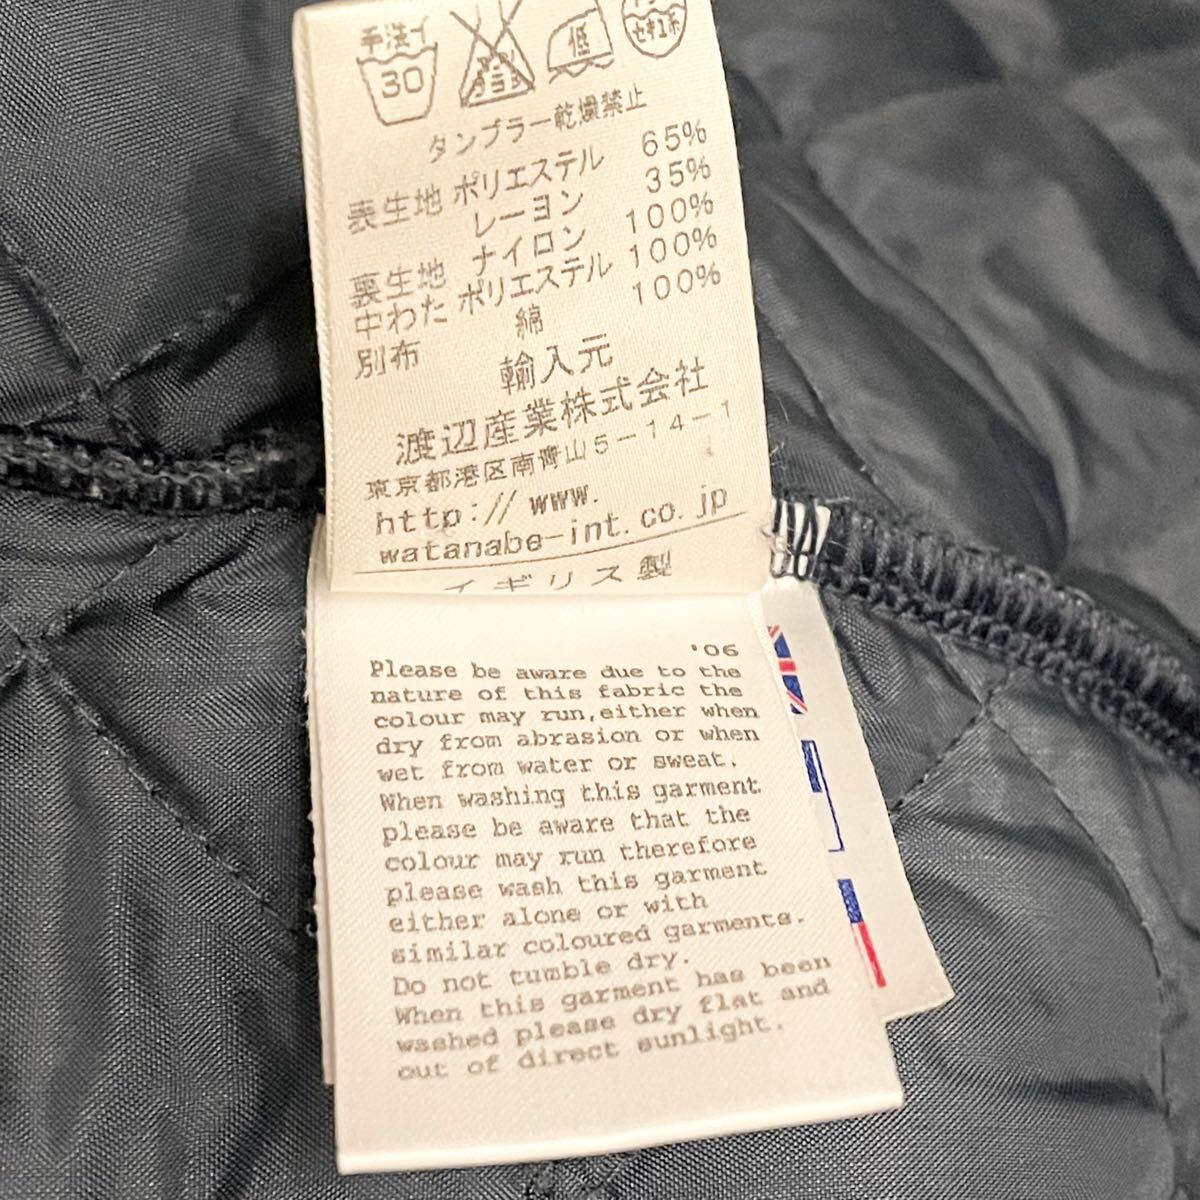 手洗イ
30
低
セキユ系
タンブラー乾燥禁止
表生地 ポリエステル 65%
レーヨン 35%
裏生地 ナイロン 100%
中わた ポリエステル 100%
別布 綿 100%
輸入元
渡辺産業株式会社
東京都港区南青山5-14-1
http://www.
watanabe-int.co.jp
イギリス製
'06
Please be aware due to the
nature of this fabric the
colour may run,either when
dry from abrasion or when
wet from water or sweat.
When washing this garment
please be aware that the
colour may run therefore
please wash this garment
either alone or with
similar coloured garments.
Do not tumble dry.
When this garment has been
washed please dry flat and
out of direct sunlight.